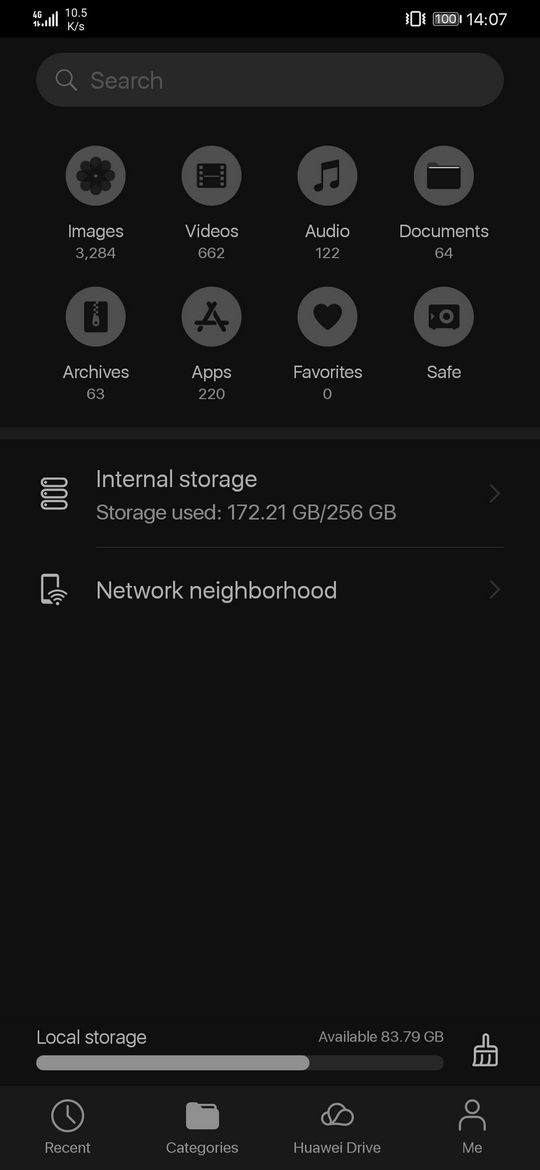 4G 10.5 K/s 100 14:07
Search
Images Videos Audio Documents
3,284 662 122 64
Archives Apps Favorites Safe
63 220 0
Internal storage
Storage used: 172.21 GB/256 GB
Network neighborhood
Local storage Available 83.79 GB
Recent Categories Huawei Drive Me